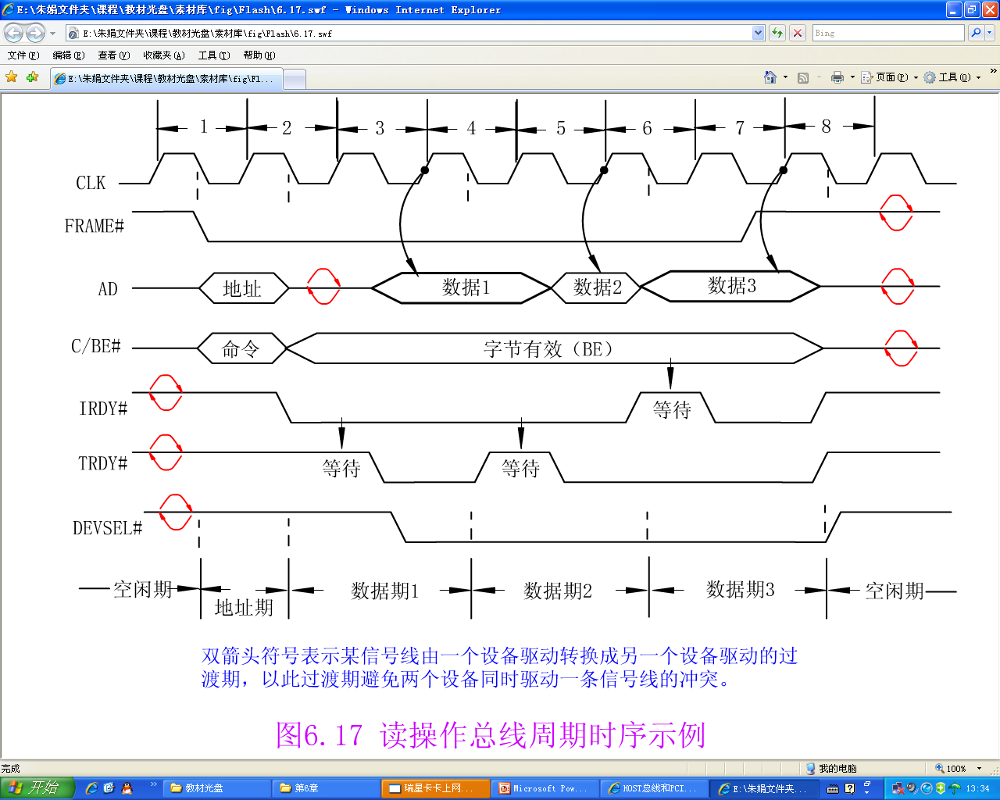 E:\朱娟文件夹\课程\教材光盘\素材库\fig\Flash\6.17.swf - Windows Internet Explorer
E:\朱娟文件夹\课程\教材光盘\素材库\fig\Flash\6.17.swf
Bing
文件(F) 编辑(E) 查看(V) 收藏夹(A) 工具(T) 帮助(H)
E:\朱娟文件夹\课程\教材光盘\素材库\fig\Fl...
页面(P) 工具(O) »
1 2 3 4 5 6 7 8
CLK
FRAME#
AD 地址 数据1 数据2 数据3
C/BE# 命令 字节有效（BE）
IRDY# 等待
TRDY# 等待 等待
DEVSEL#
空闲期 地址期 数据期1 数据期2 数据期3 空闲期
双箭头符号表示某信号线由一个设备驱动转换成另一个设备驱动的过
渡期，以此过渡期避免两个设备同时驱动一条信号线的冲突。
图6.17 读操作总线周期时序示例
完成 我的电脑 100%
开始 » 教材光盘 第6章 瑞星卡卡上网... Microsoft Pow... HOST总线和PCI... E:\朱娟文件夹... 13:34